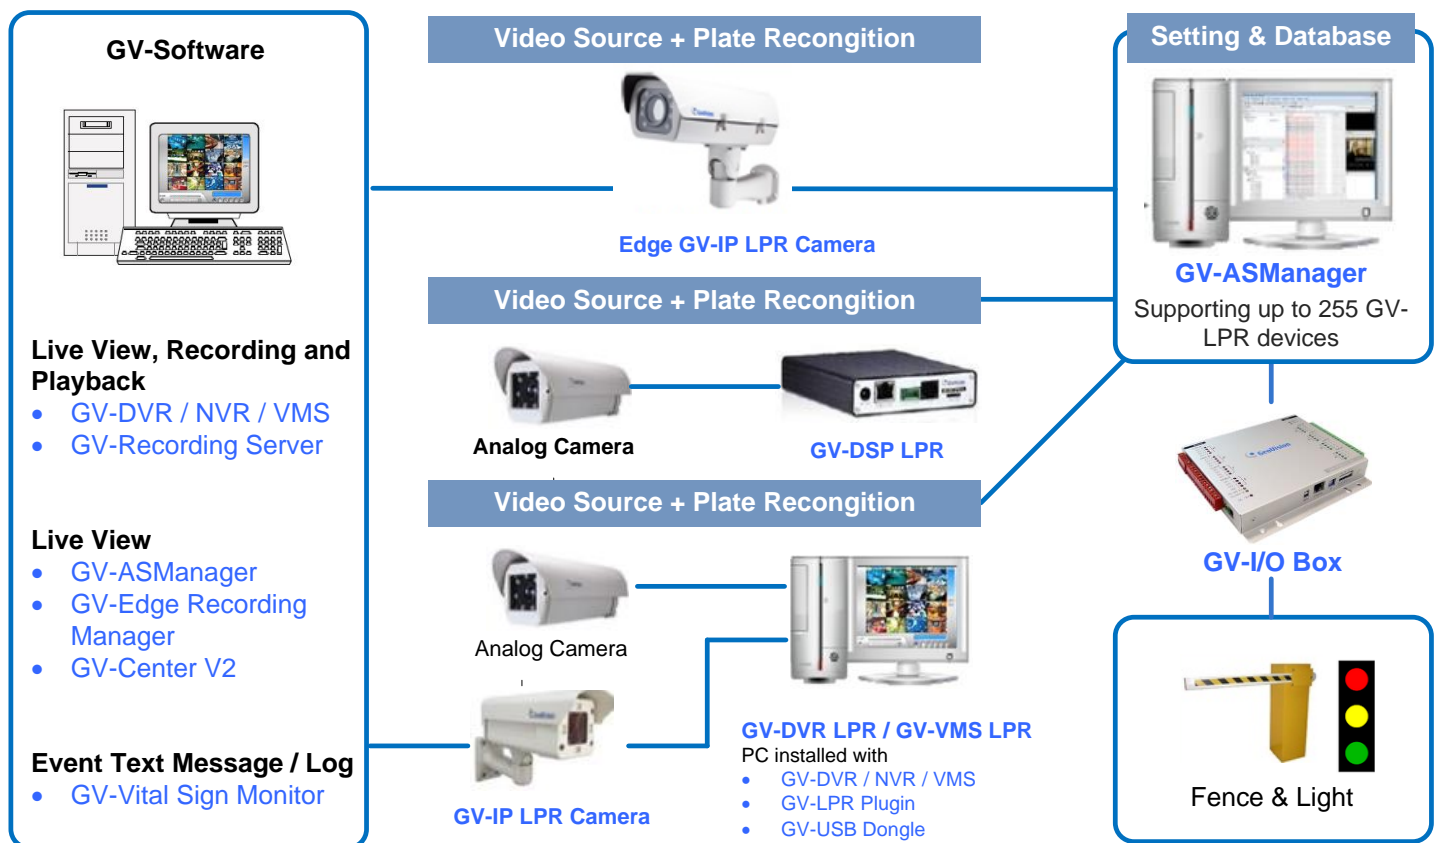 GV-Software
Live View, Recording and
Playback
• GV-DVR / NVR / VMS
• GV-Recording Server
Live View
• GV-ASManager
• GV-Edge Recording
Manager
• GV-Center V2
Event Text Message / Log
• GV-Vital Sign Monitor
Video Source + Plate Recongition
Edge GV-IP LPR Camera
Video Source + Plate Recongition
Analog Camera
GV-DSP LPR
Video Source + Plate Recongition
Analog Camera
GV-IP LPR Camera
GV-DVR LPR / GV-VMS LPR
PC installed with
• GV-DVR / NVR / VMS
• GV-LPR Plugin
• GV-USB Dongle
Setting & Database
GV-ASManager
Supporting up to 255 GV-
LPR devices
GeoVision
GV-I/O Box
Fence & Light